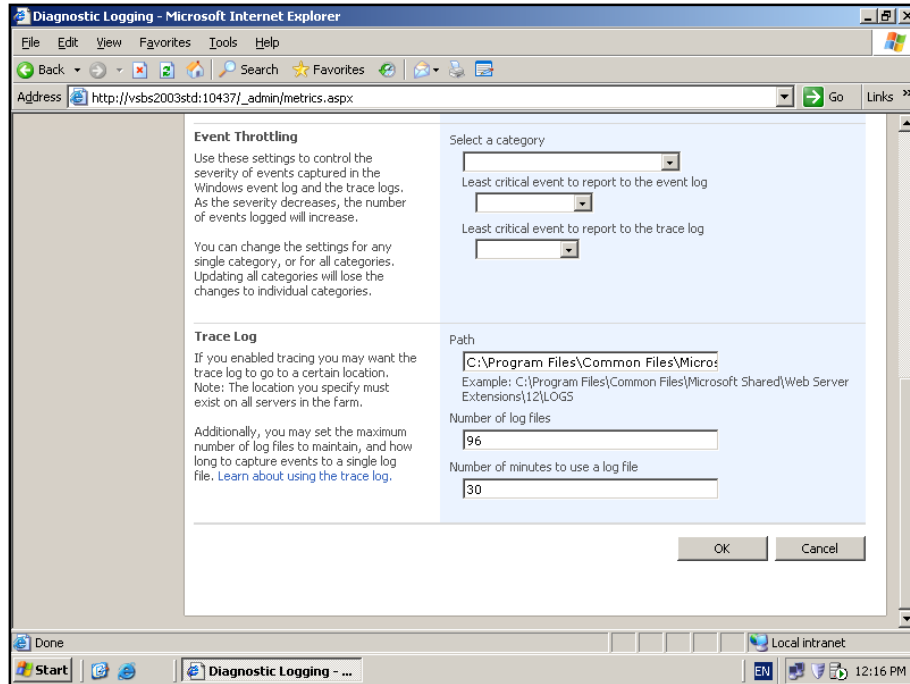 Diagnostic Logging - Microsoft Internet Explorer
File Edit View Favorites Tools Help
Back Search Favorites
Address http://vsbs2003std:10437/_admin/metrics.aspx Go Links »
Event Throttling
Use these settings to control the
severity of events captured in the
Windows event log and the trace logs.
As the severity decreases, the number
of events logged will increase.
You can change the settings for any
single category, or for all categories.
Updating all categories will lose the
changes to individual categories.
Select a category
Least critical event to report to the event log
Least critical event to report to the trace log
Trace Log
If you enabled tracing you may want the
trace log to go to a certain location.
Note: The location you specify must
exist on all servers in the farm.
Additionally, you may set the maximum
number of log files to maintain, and how
long to capture events to a single log
file. Learn about using the trace log.
Path
C:\Program Files\Common Files\Micros
Example: C:\Program Files\Common Files\Microsoft Shared\Web Server
Extensions\12\LOGS
Number of log files
96
Number of minutes to use a log file
30
OK Cancel
Done Local intranet
Start Diagnostic Logging - ... EN 12:16 PM